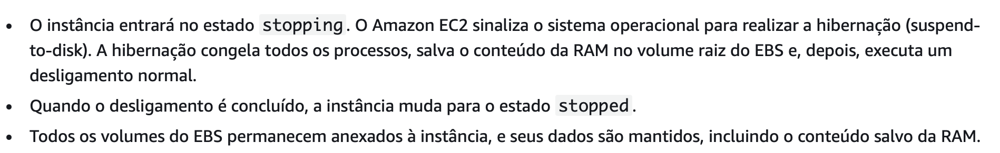 • O instância entrará no estado stopping. O Amazon EC2 sinaliza o sistema operacional para realizar a hibernação (suspend-
to-disk). A hibernação congela todos os processos, salva o conteúdo da RAM no volume raiz do EBS e, depois, executa um
desligamento normal.
• Quando o desligamento é concluído, a instância muda para o estado stopped.
• Todos os volumes do EBS permanecem anexados à instância, e seus dados são mantidos, incluindo o conteúdo salvo da RAM.